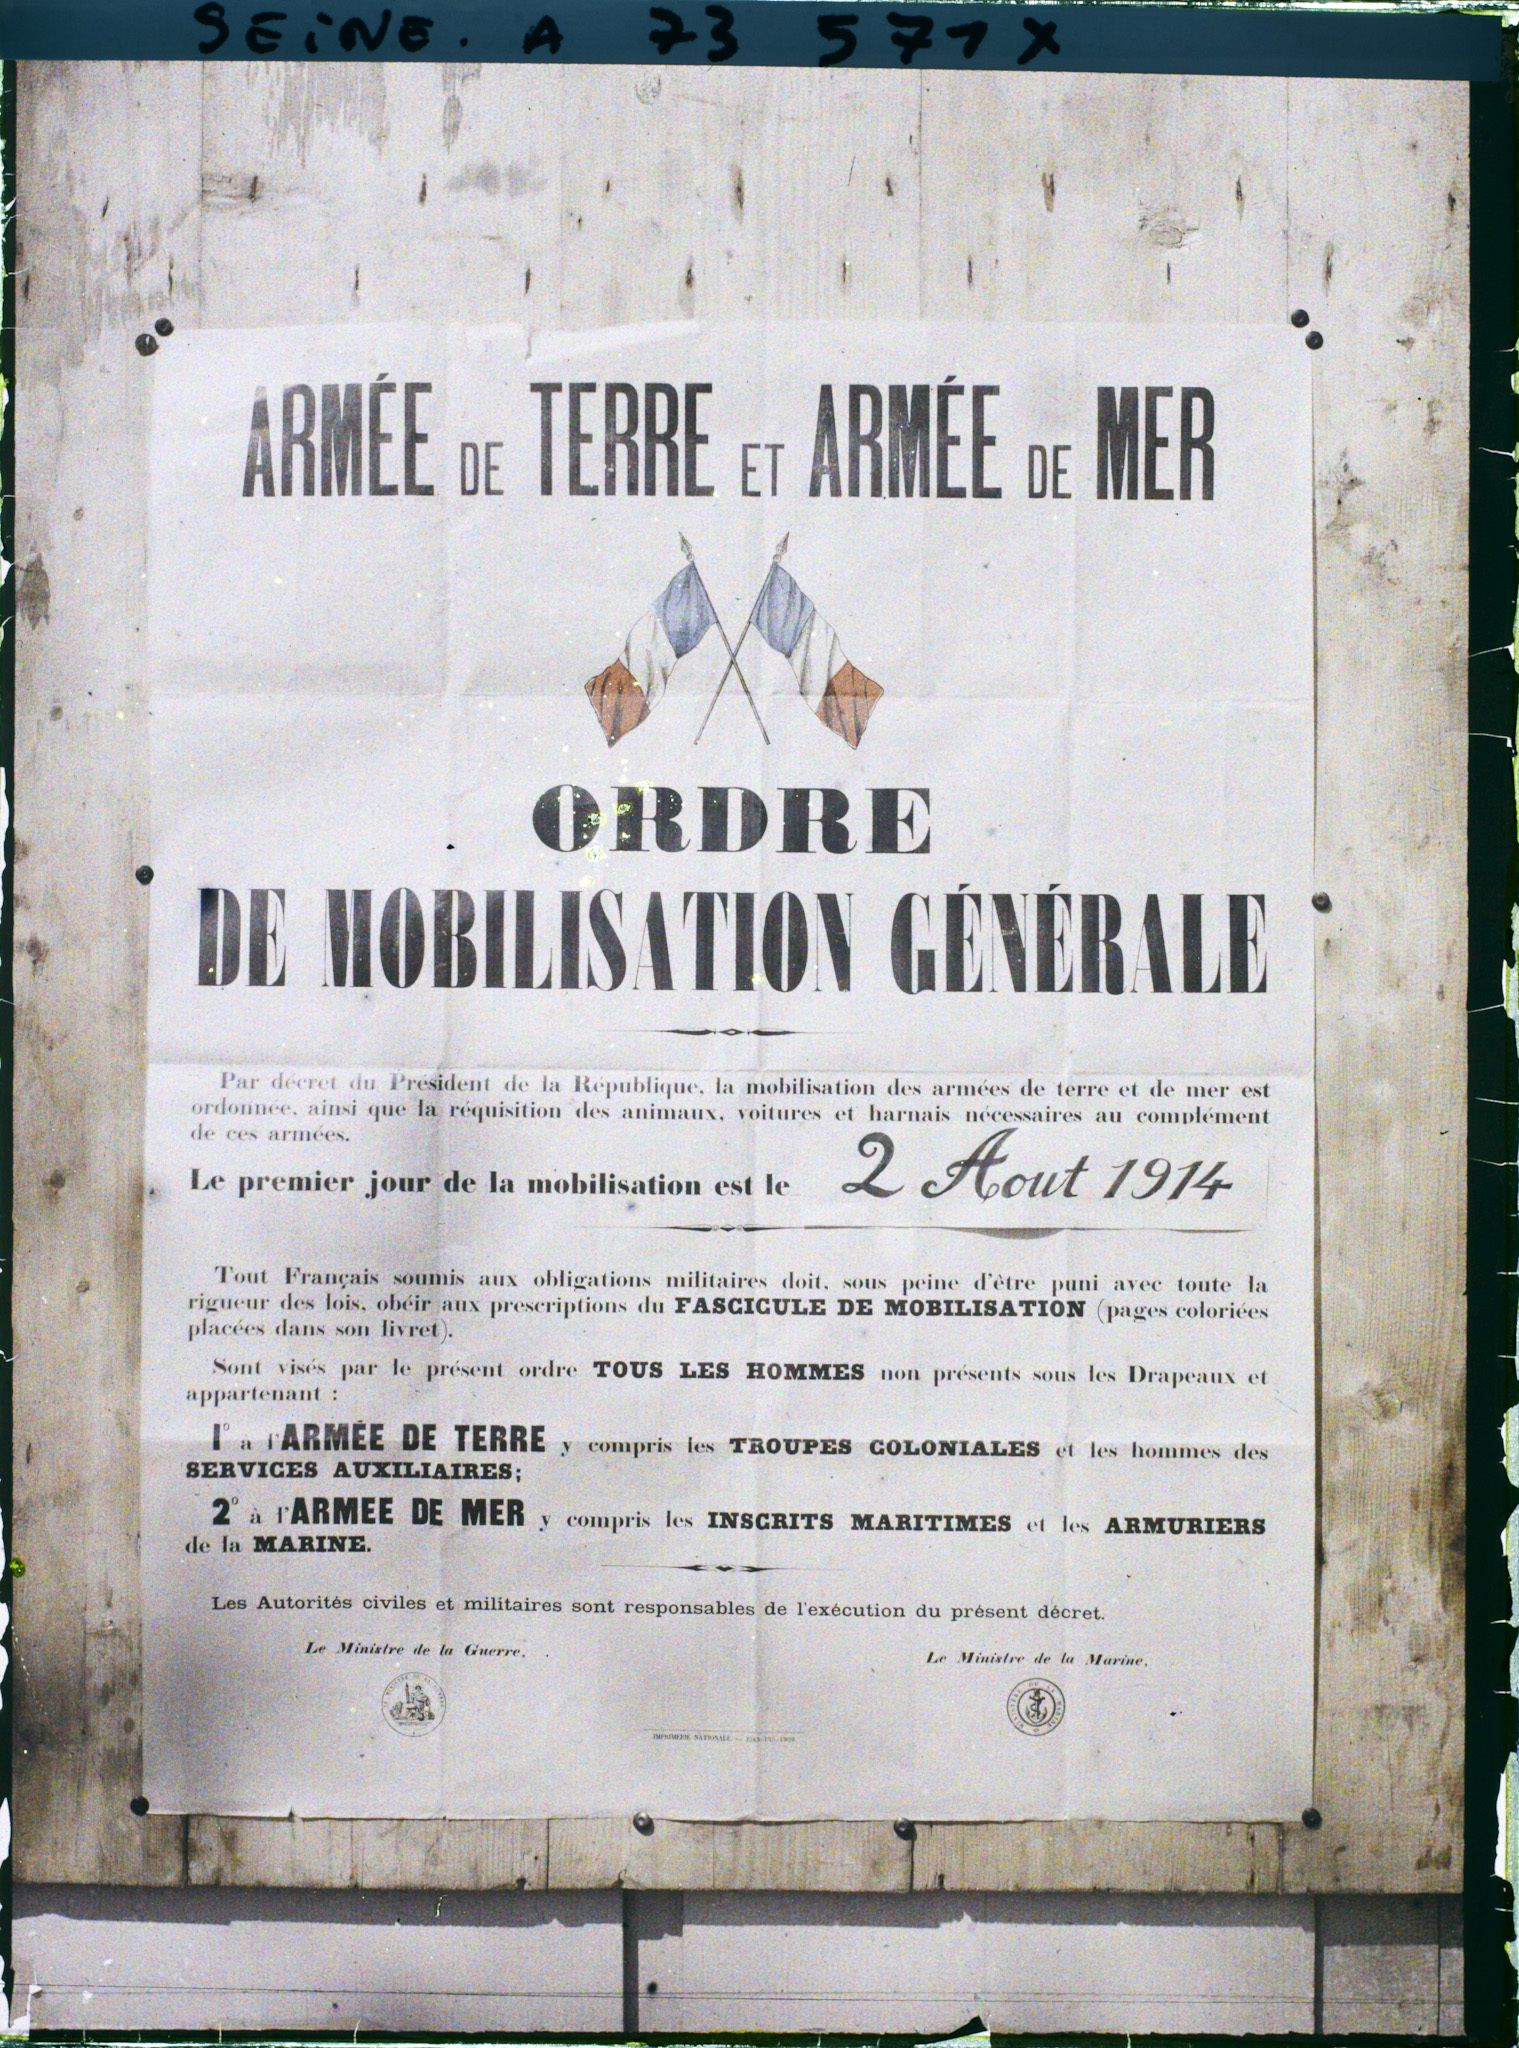 SEINE. A 73 571 X
ARMÉE DE TERRE ET ARMÉE DE MER
ORDRE
DE MOBILISATION GÉNÉRALE
Par décret du Président de la République, la mobilisation des armées de terre et de mer est
ordonnée, ainsi que la réquisition des animaux, voitures et harnais nécessaires au complément
de ces armées.
Le premier jour de la mobilisation est le 2 Aout 1914
Tout Français soumis aux obligations militaires doit, sous peine d'être puni avec toute la
rigueur des lois, obéir aux prescriptions du FASCICULE DE MOBILISATION (pages coloriées
placées dans son livret).
Sont visés par le présent ordre TOUS LES HOMMES non présents sous les Drapeaux et
appartenant :
1° à l'ARMÉE DE TERRE y compris les TROUPES COLONIALES et les hommes des
SERVICES AUXILIAIRES;
2° à l'ARMÉE DE MER y compris les INSCRITS MARITIMES et les ARMURIERS
de la MARINE.
Les Autorités civiles et militaires sont responsables de l'exécution du présent décret.
Le Ministre de la Guerre,
Le Ministre de la Marine,
MINISTRE DE LA MARINE
IMPRIMERIE NATIONALE